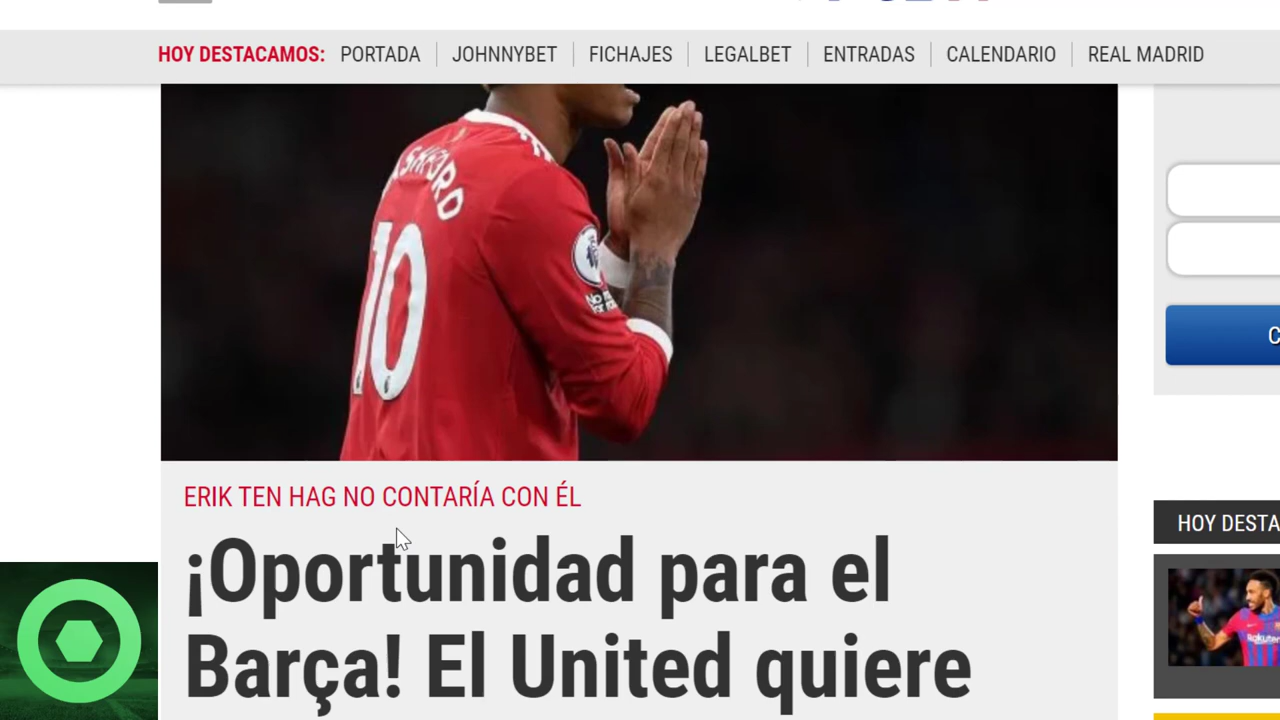 HOY DESTACAMOS: PORTADA JOHNNYBET FICHAJES LEGALBET ENTRADAS CALENDARIO REAL MADRID
10
ERIK TEN HAG NO CONTARÍA CON ÉL
¡Oportunidad para el
Barça! El United quiere
C
HOY DESTA
Rakuten